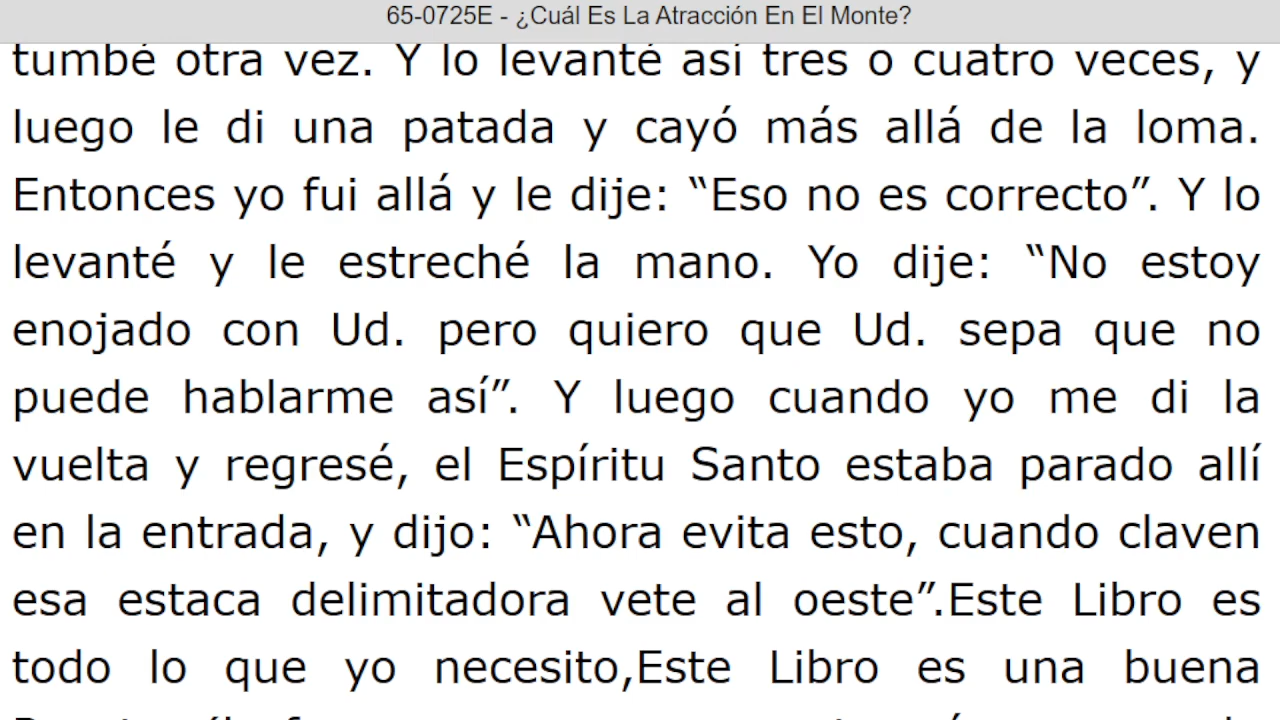 65-0725E - ¿Cuál Es La Atracción En El Monte?
tumbé otra vez. Y lo levanté así tres o cuatro veces, y
luego le di una patada y cayó más allá de la loma.
Entonces yo fui allá y le dije: “Eso no es correcto”. Y lo
levanté y le estreché la mano. Yo dije: “No estoy
enojado con Ud. pero quiero que Ud. sepa que no
puede hablarme así”. Y luego cuando yo me di la
vuelta y regresé, el Espíritu Santo estaba parado allí
en la entrada, y dijo: “Ahora evita esto, cuando claven
esa estaca delimitadora vete al oeste”.Este Libro es
todo lo que yo necesito,Este Libro es una buena